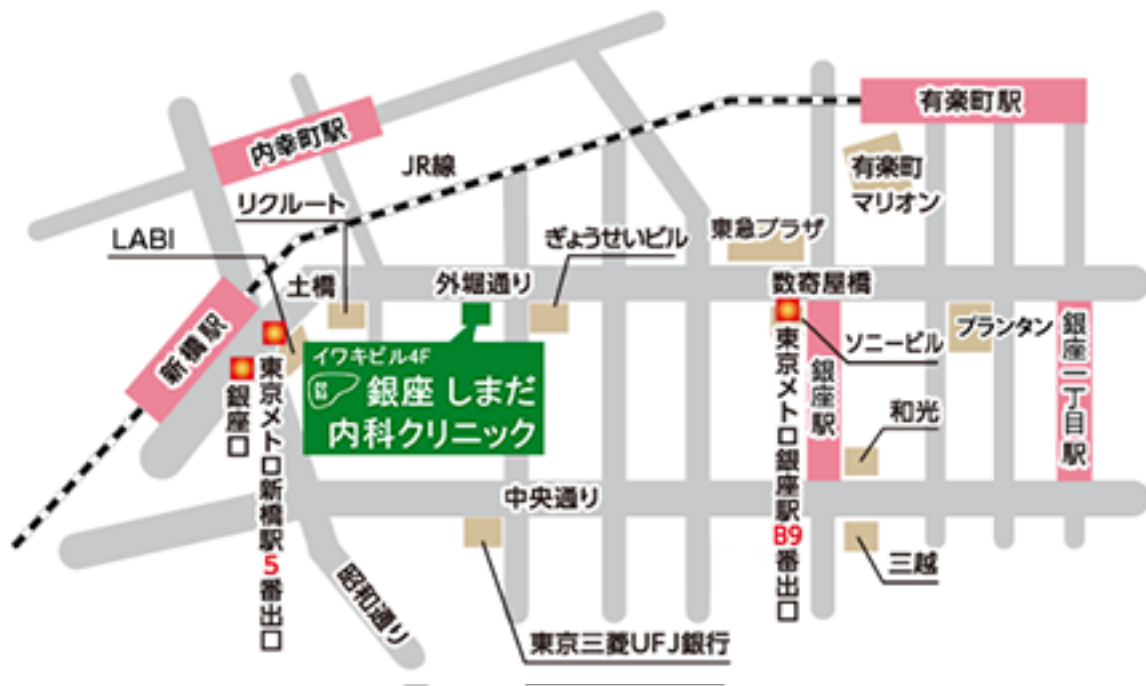 有楽町駅
内幸町駅
JR線
有楽町
マリオン
リクルート
LABI
東急プラザ
ぎょうせいビル
土橋
外堀通り
数寄屋橋
新橋駅
銀座口
東京メトロ新橋駅5番出口
イワキビル4F
銀座 しまだ
内科クリニック
東京メトロ銀座駅B9番出口
銀座駅
ソニービル
プランタン
銀座一丁目駅
和光
中央通り
三越
昭和通り
東京三菱UFJ銀行